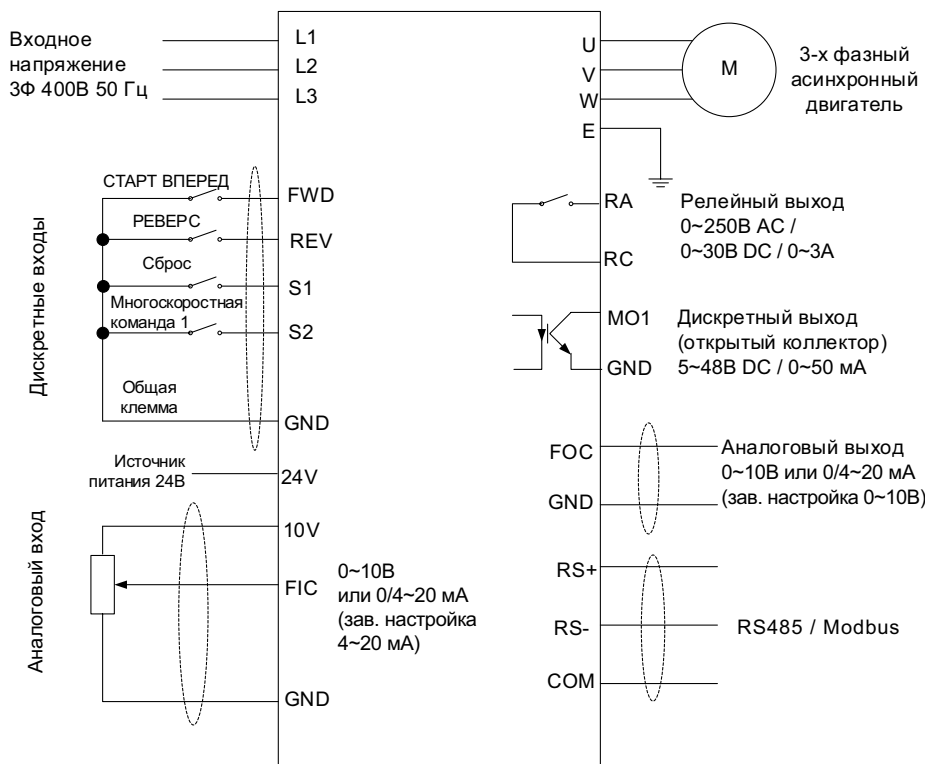 Входное
напряжение
3Ф 400В 50 Гц
L1
L2
L3
U
V
W
E
M
3-х фазный
асинхронный
двигатель
Дискретные входы
СТАРТ ВПЕРЕД
FWD
РЕВЕРС
REV
Сброс
S1
Многоскоростная
команда 1
S2
Общая
клемма
GND
Источник
питания 24В
24V
Аналоговый вход
10V
FIC
0~10В
или 0/4~20 мА
(зав. настройка
4~20 мА)
GND
RA
RC
Релейный выход
0~250В AC /
0~30В DC / 0~3А
MO1
GND
Дискретный выход
(открытый коллектор)
5~48В DC / 0~50 мА
FOC
GND
Аналоговый выход
0~10В или 0/4~20 мА
(зав. настройка 0~10В)
RS+
RS-
COM
RS485 / Modbus